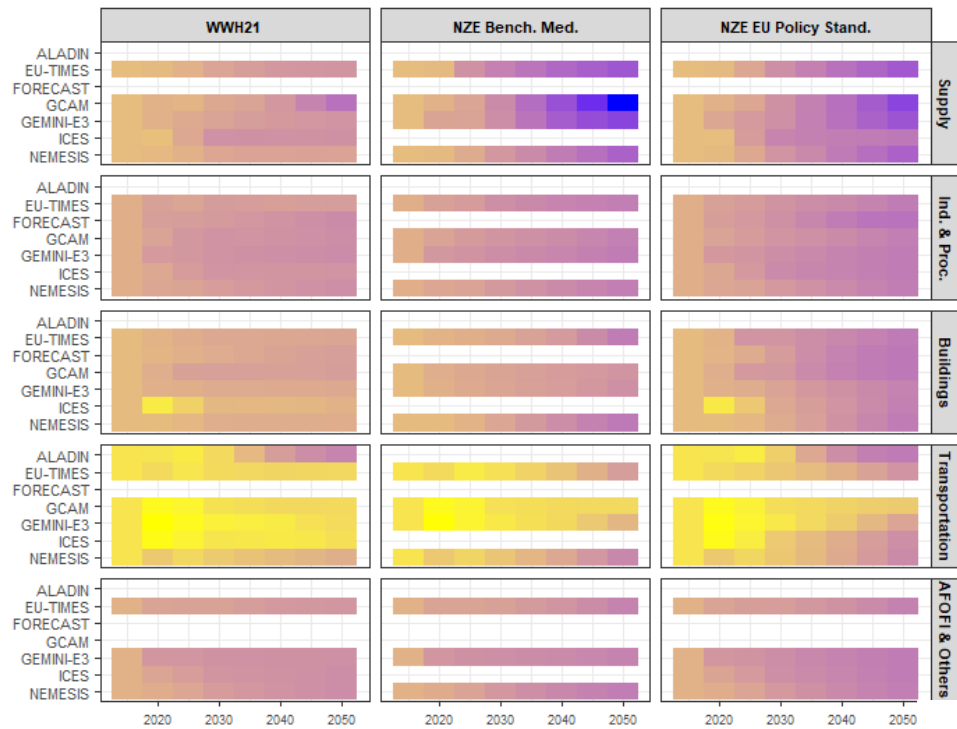 WWH21 NZE Bench. Med. NZE EU Policy Stand.
ALADIN
EU-TIMES
FORECAST
GCAM
GEMINI-E3
ICES
NEMESIS
Supply
ALADIN
EU-TIMES
FORECAST
GCAM
GEMINI-E3
ICES
NEMESIS
Ind. & Proc.
ALADIN
EU-TIMES
FORECAST
GCAM
GEMINI-E3
ICES
NEMESIS
Buildings
ALADIN
EU-TIMES
FORECAST
GCAM
GEMINI-E3
ICES
NEMESIS
Transportation
ALADIN
EU-TIMES
FORECAST
GCAM
GEMINI-E3
ICES
NEMESIS
AFOFI & Others
2020 2030 2040 2050 2020 2030 2040 2050 2020 2030 2040 2050